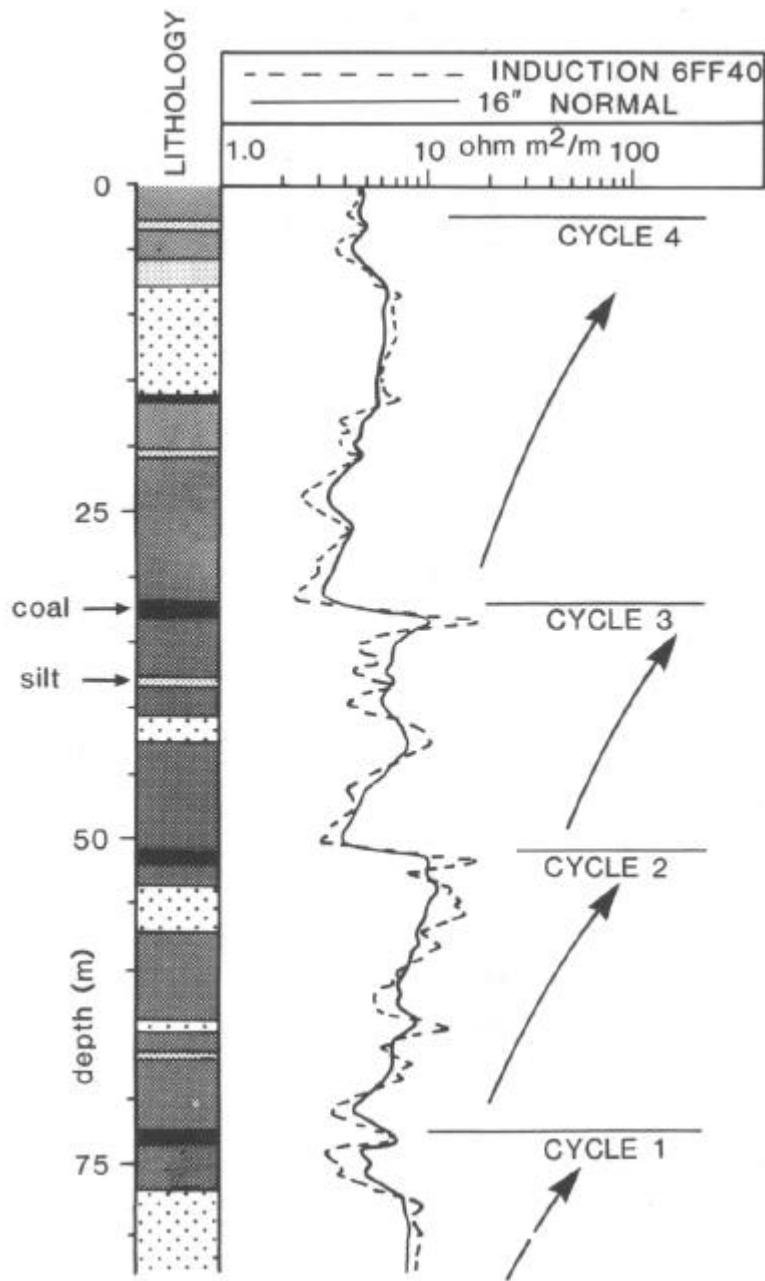 LITHOLOGY
INDUCTION 6FF40
16" NORMAL
1.0 10 ohm m²/m 100
0
CYCLE 4
25
coal
CYCLE 3
silt
50
CYCLE 2
depth (m)
75
CYCLE 1